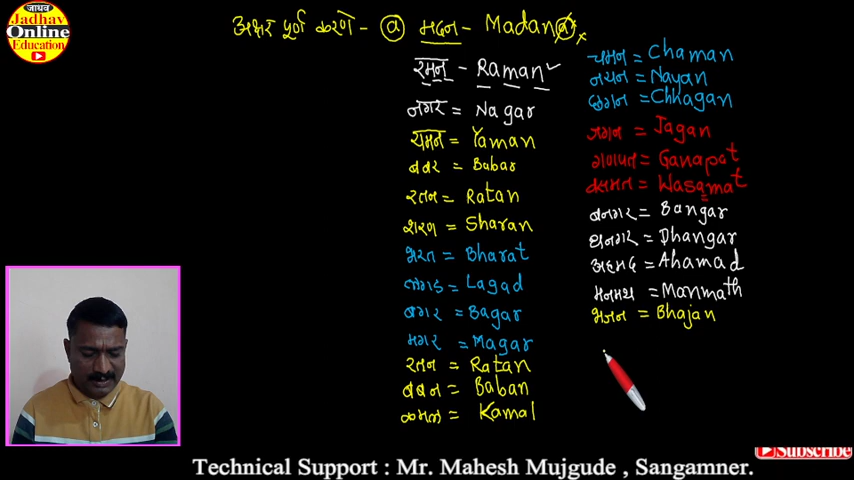 जाधव
Jadhav
Online
Education
अक्षर पूर्ण करणे - (a) मदन - Madana x
रमन - Raman ✓
नगर = Nagar
यमन = Yaman
बबर = Babar
रतन = Ratan
शरण = Sharan
भरत = Bharat
लगड = Lagad
बगर = Bagar
मगर = Magar
रतन = Ratan
बबन = Baban
कमल = Kamal
चमन = Chaman
नयन = Nayan
छगन = Chhagan
जगन = Jagan
गणपत = Ganapat
वसमत = Wasamat
बनगर = Bangar
धनगर = Dhangar
अहमद = Ahamad
मनमथ = Manmath
भजन = Bhajan
Subscribe
Technical Support : Mr. Mahesh Mujgude , Sangamner.